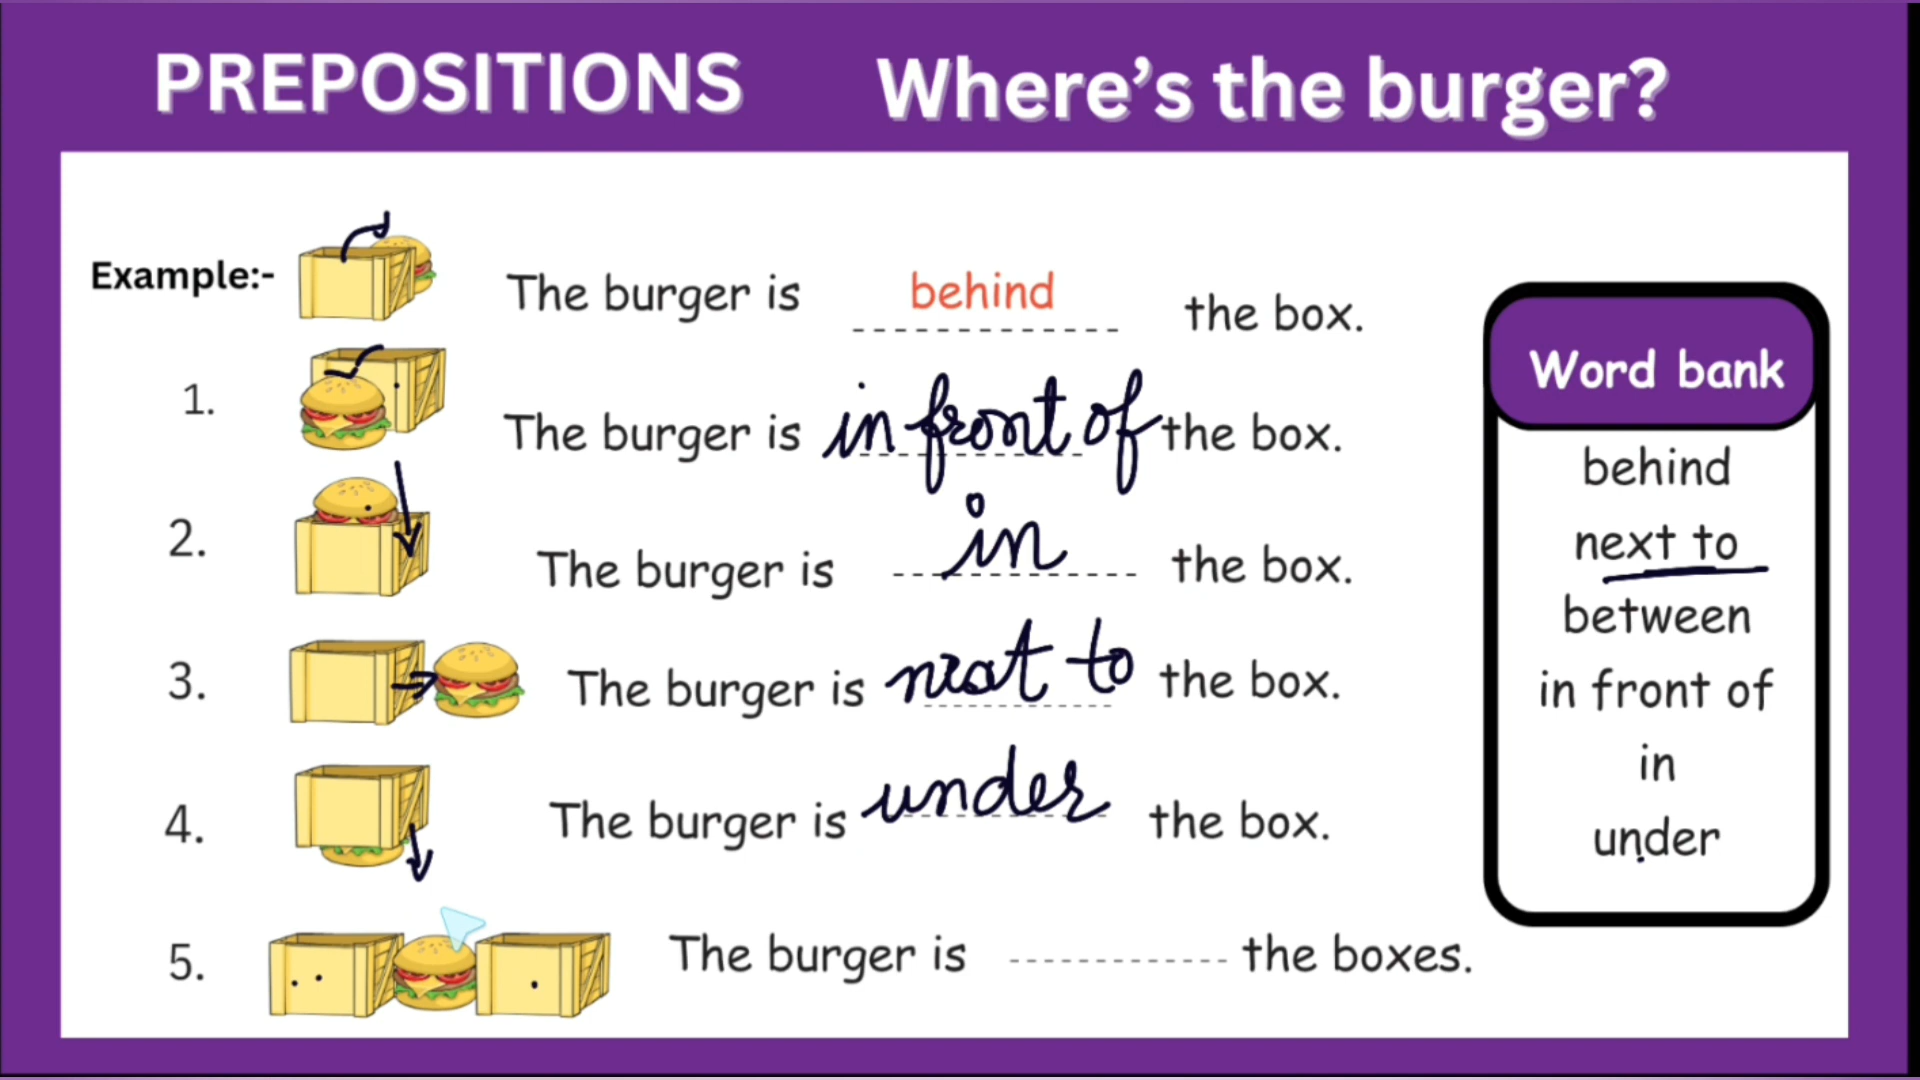 PREPOSITIONS Where's the burger?
Example:- The burger is behind the box.
1. The burger is in front of the box.
2. The burger is in the box.
3. The burger is next to the box.
4. The burger is under the box.
5. The burger is ------------ the boxes.
Word bank
behind
next to
between
in front of
in
under